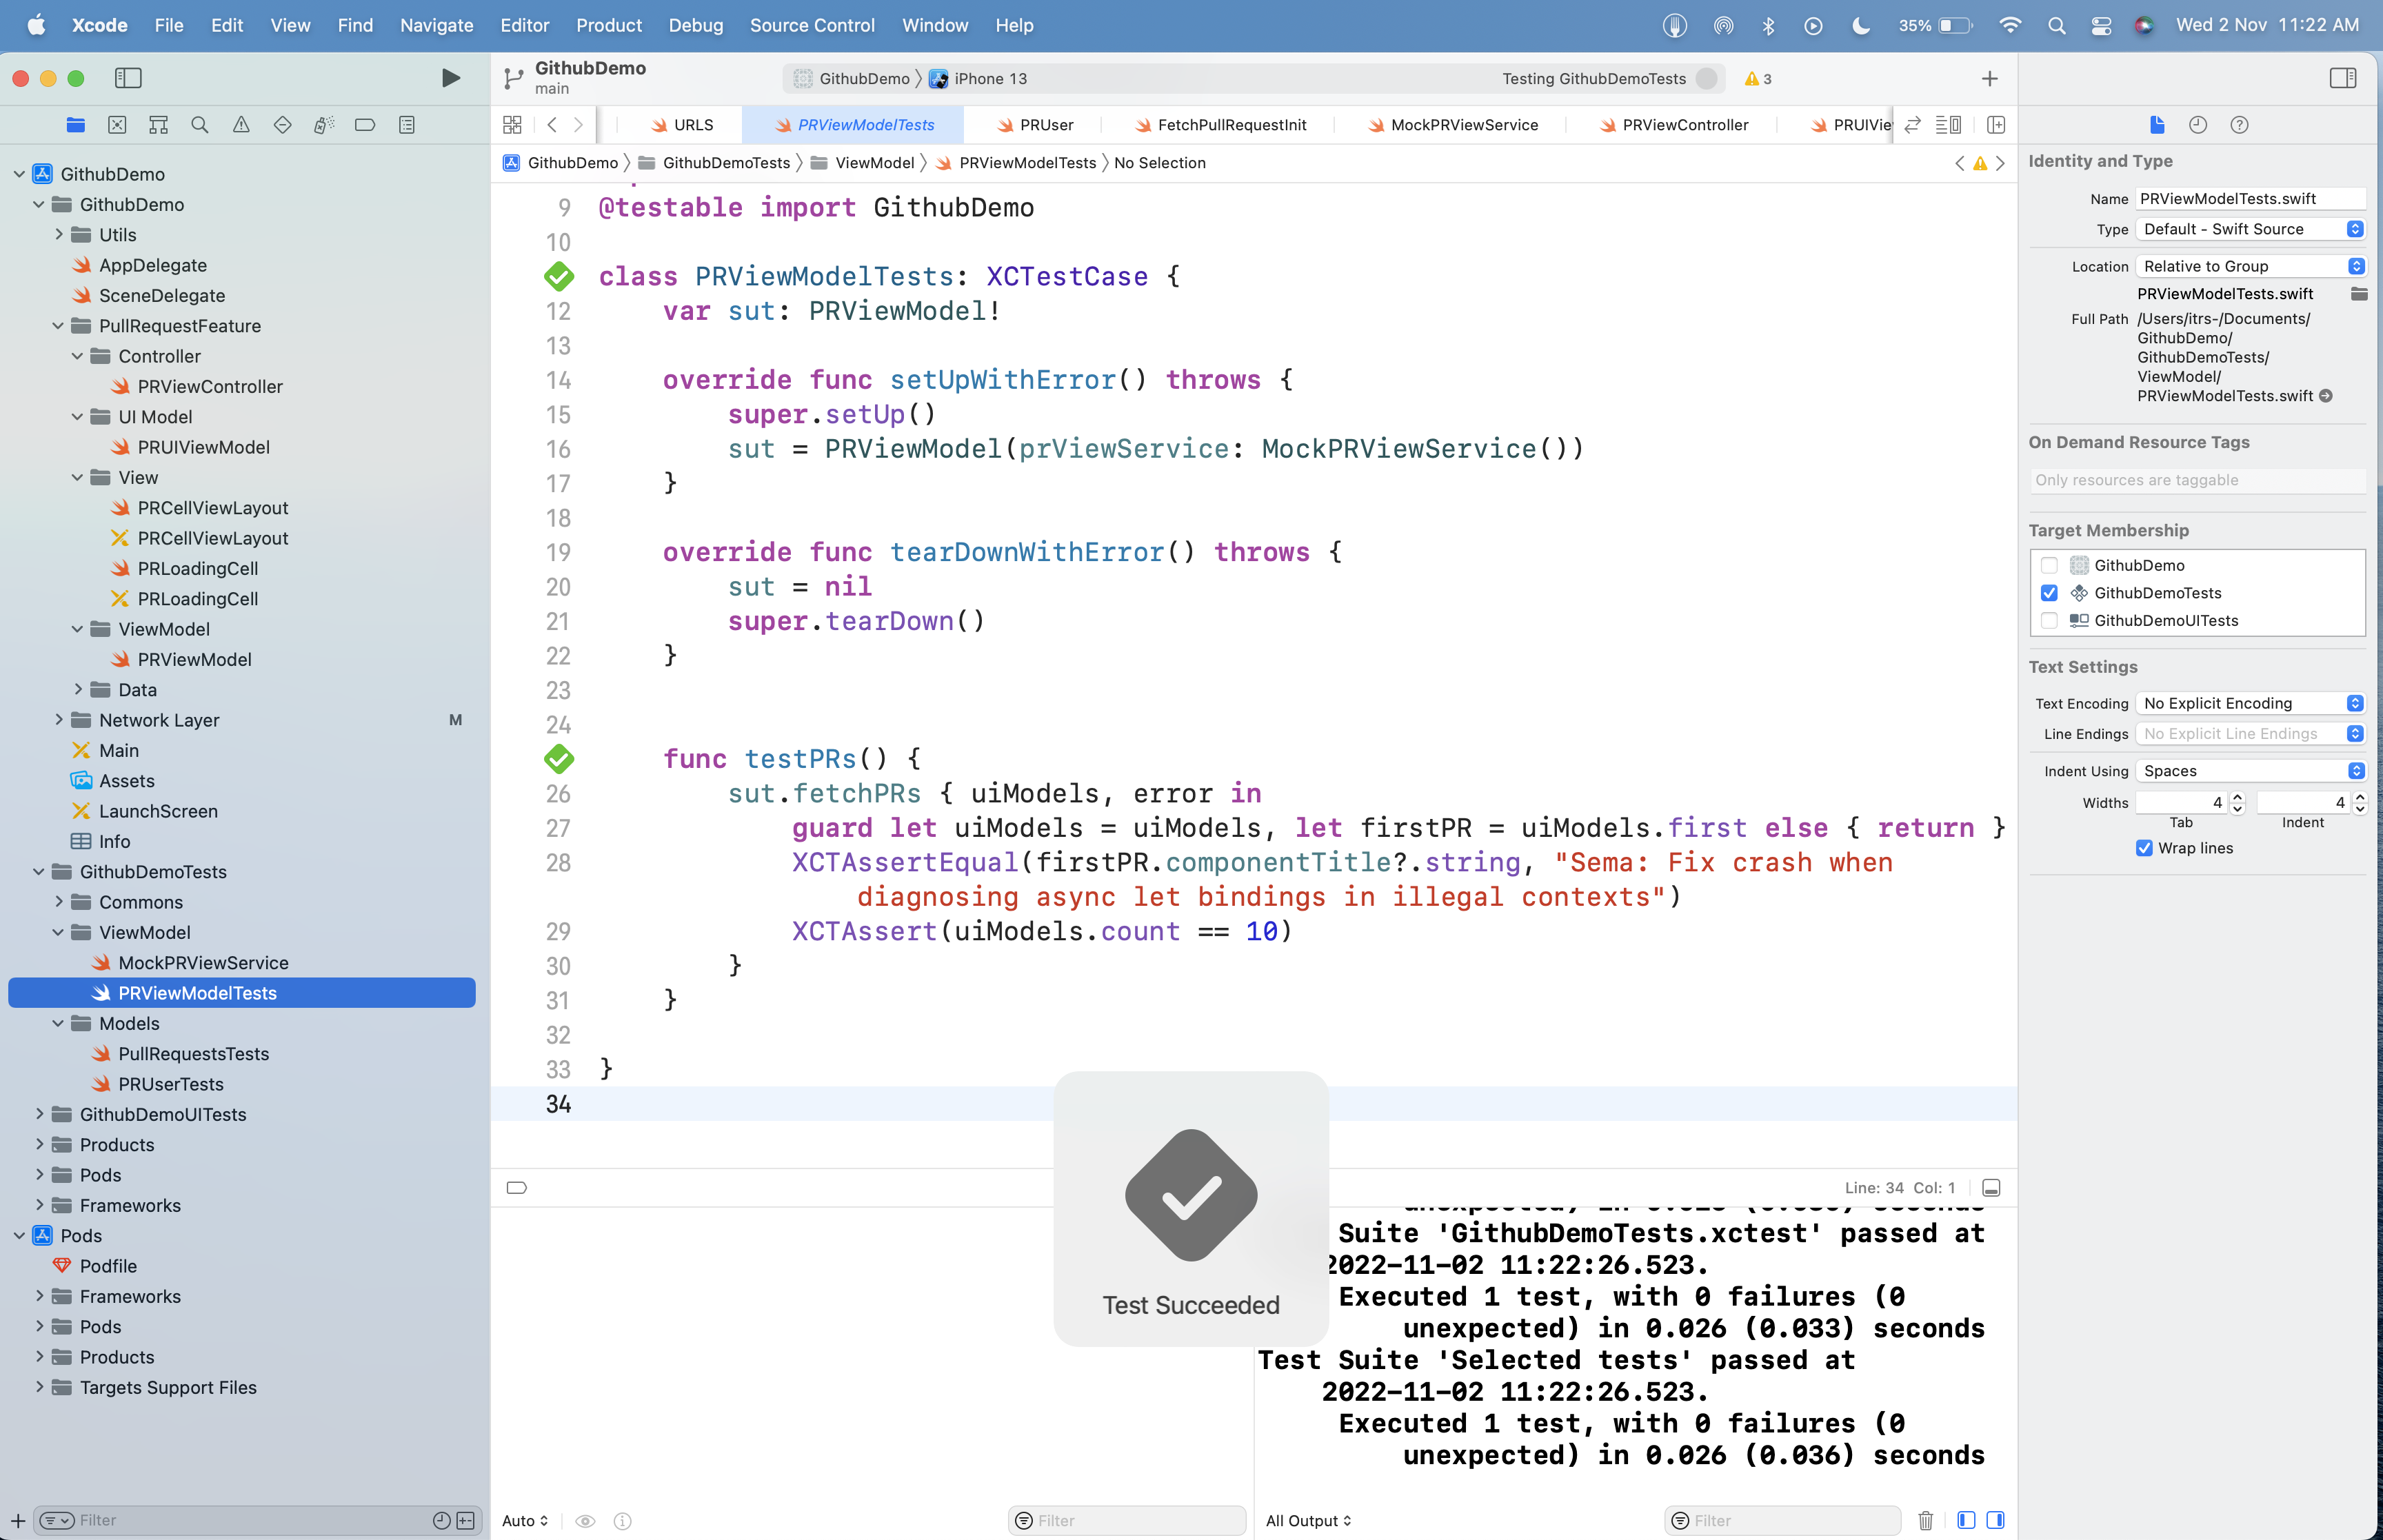 Xcode File Edit View Find Navigate Editor Product Debug Source Control Window Help
35% Wed 2 Nov 11:22 AM
GithubDemo
main
GithubDemo
iPhone 13
Testing GithubDemoTests
3
URLS
PRViewModelTests
PRUser
FetchPullRequestInit
MockPRViewService
PRViewController
GithubDemo
GithubDemoTests
ViewModel
PRViewModelTests
No Selection
GithubDemo
GithubDemo
Utils
AppDelegate
SceneDelegate
PullRequestFeature
Controller
PRViewController
UI Model
PRUIViewModel
View
PRCellViewLayout
PRCellViewLayout
PRLoadingCell
PRLoadingCell
ViewModel
PRViewModel
Data
Network Layer M
Main
Assets
LaunchScreen
Info
GithubDemoTests
Commons
ViewModel
MockPRViewService
PRViewModelTests
Models
PullRequestsTests
PRUserTests
GithubDemoUITests
Products
Pods
Frameworks
Pods
Podfile
Frameworks
Pods
Products
Targets Support Files
Filter
9 @testable import GithubDemo
10
class PRViewModelTests: XCTestCase {
12 var sut: PRViewModel!
13
14 override func setUpWithError() throws {
15 super.setUp()
16 sut = PRViewModel(prViewService: MockPRViewService())
17 }
18
19 override func tearDownWithError() throws {
20 sut = nil
21 super.tearDown()
22 }
23
24
func testPRs() {
26 sut.fetchPRs { uiModels, error in
27 guard let uiModels = uiModels, let firstPR = uiModels.first else { return }
28 XCTAssertEqual(firstPR.componentTitle?.string, "Sema: Fix crash when
diagnosing async let bindings in illegal contexts")
29 XCTAssert(uiModels.count == 10)
30 }
31 }
32
33 }
34
Test Succeeded
Line: 34 Col: 1
Suite 'GithubDemoTests.xctest' passed at
2022-11-02 11:22:26.523.
Executed 1 test, with 0 failures (0
unexpected) in 0.026 (0.033) seconds
Test Suite 'Selected tests' passed at
2022-11-02 11:22:26.523.
Executed 1 test, with 0 failures (0
unexpected) in 0.026 (0.036) seconds
Auto
Filter
All Output
Filter
Identity and Type
Name PRViewModelTests.swift
Type Default - Swift Source
Location Relative to Group
PRViewModelTests.swift
Full Path /Users/itrs-/Documents/
GithubDemo/
GithubDemoTests/
ViewModel/
PRViewModelTests.swift
On Demand Resource Tags
Only resources are taggable
Target Membership
GithubDemo
GithubDemoTests
GithubDemoUITests
Text Settings
Text Encoding No Explicit Encoding
Line Endings No Explicit Line Endings
Indent Using Spaces
Widths 4 4
Tab Indent
Wrap lines